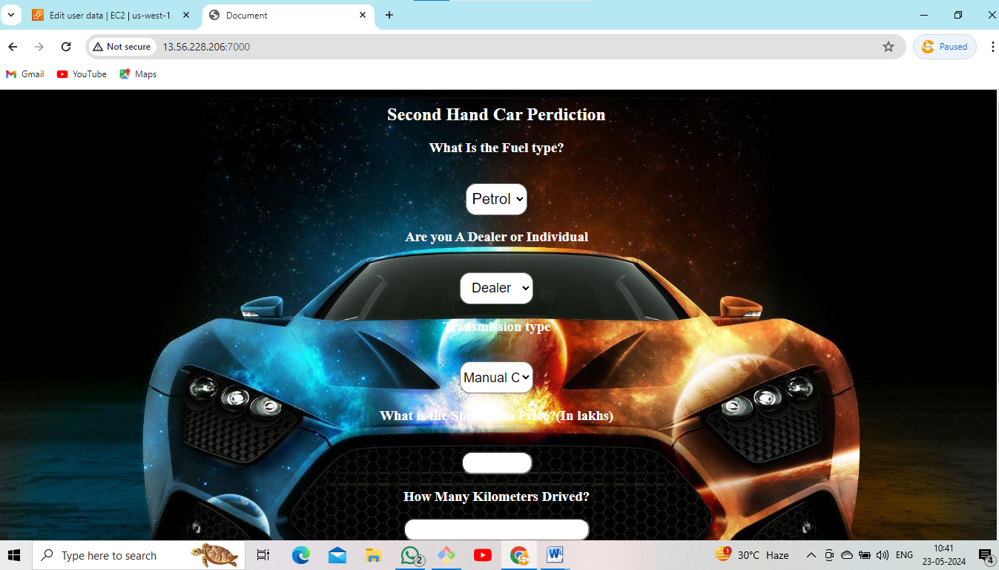 Edit user data | EC2 | us-west-1
Document
Not secure
13.56.228.206:7000
Paused
Gmail
YouTube
Maps
Second Hand Car Perdiction
What Is the Fuel type?
Petrol
Are you A Dealer or Individual
Dealer
Transmission type
Manual C
What is the Showroom Price?(In lakhs)
How Many Kilometers Drived?
Type here to search
2
W
1
30°C Haze
ENG
10:41
23-05-2024
4